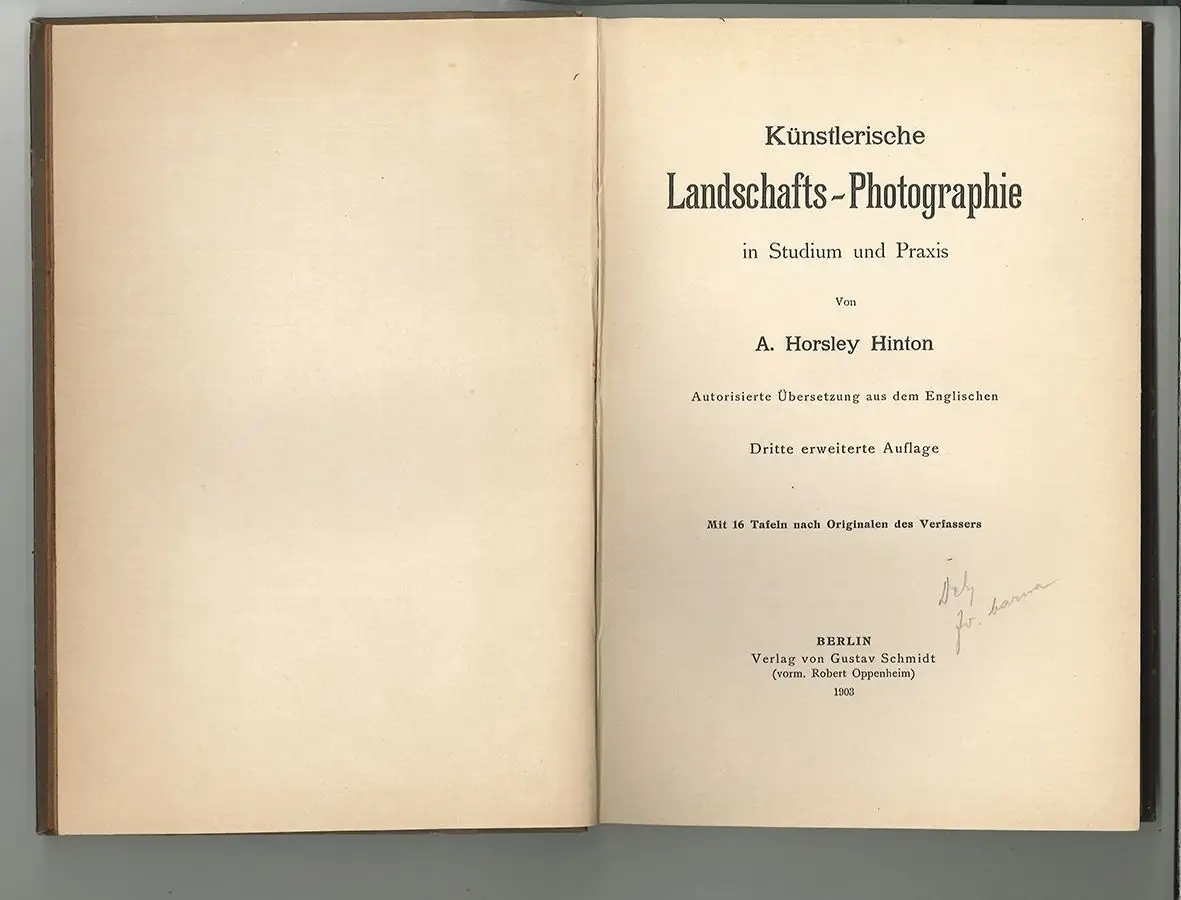 Künstlerische
Landschafts-Photographie
in Studium und Praxis
Von
A. Horsley Hinton
Autorisierte Übersetzung aus dem Englischen
Dritte erweiterte Auflage
Mit 16 Tafeln nach Originalen des Verfassers
barna
BERLIN
Verlag von Gustav Schmidt
(vorm. Robert Oppenheim)
1903